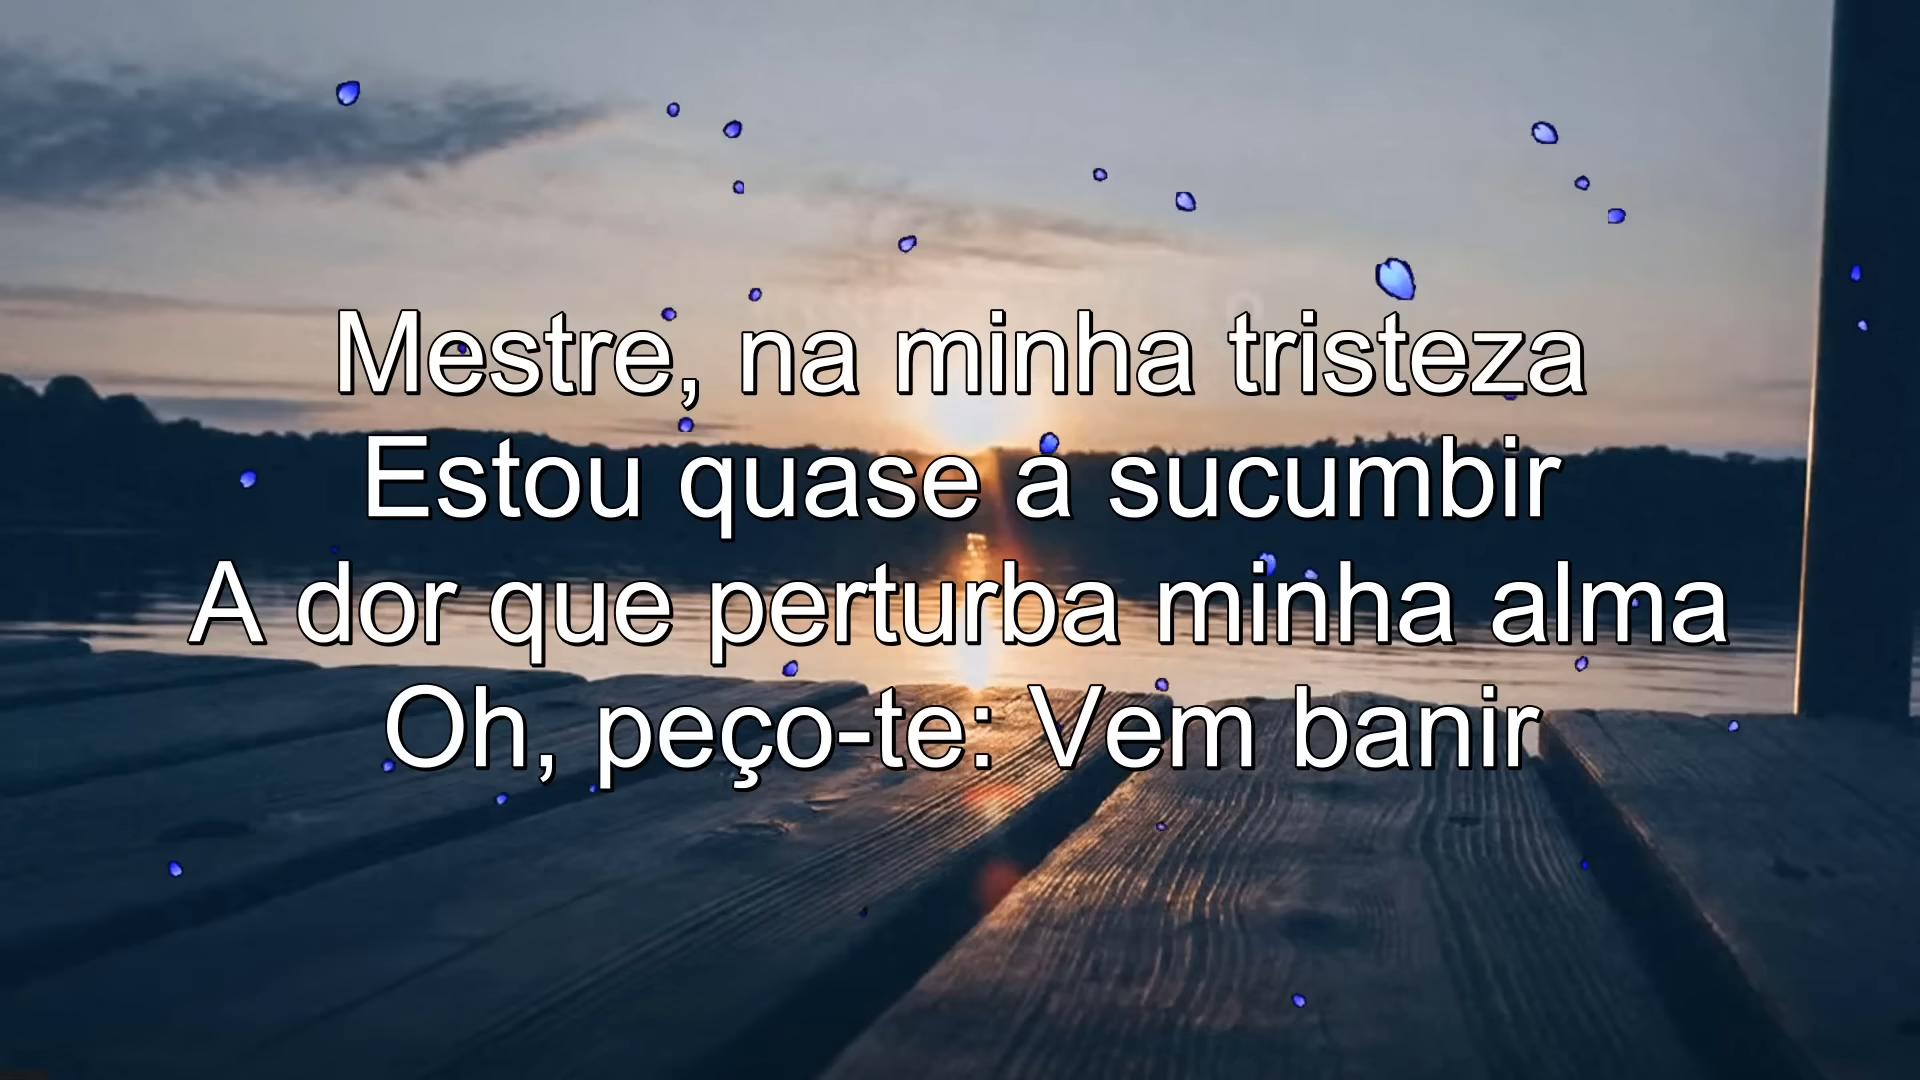 Mestre, na minha tristeza
Estou quase a sucumbir
A dor que perturba minha alma
Oh, peço-te: Vem banir